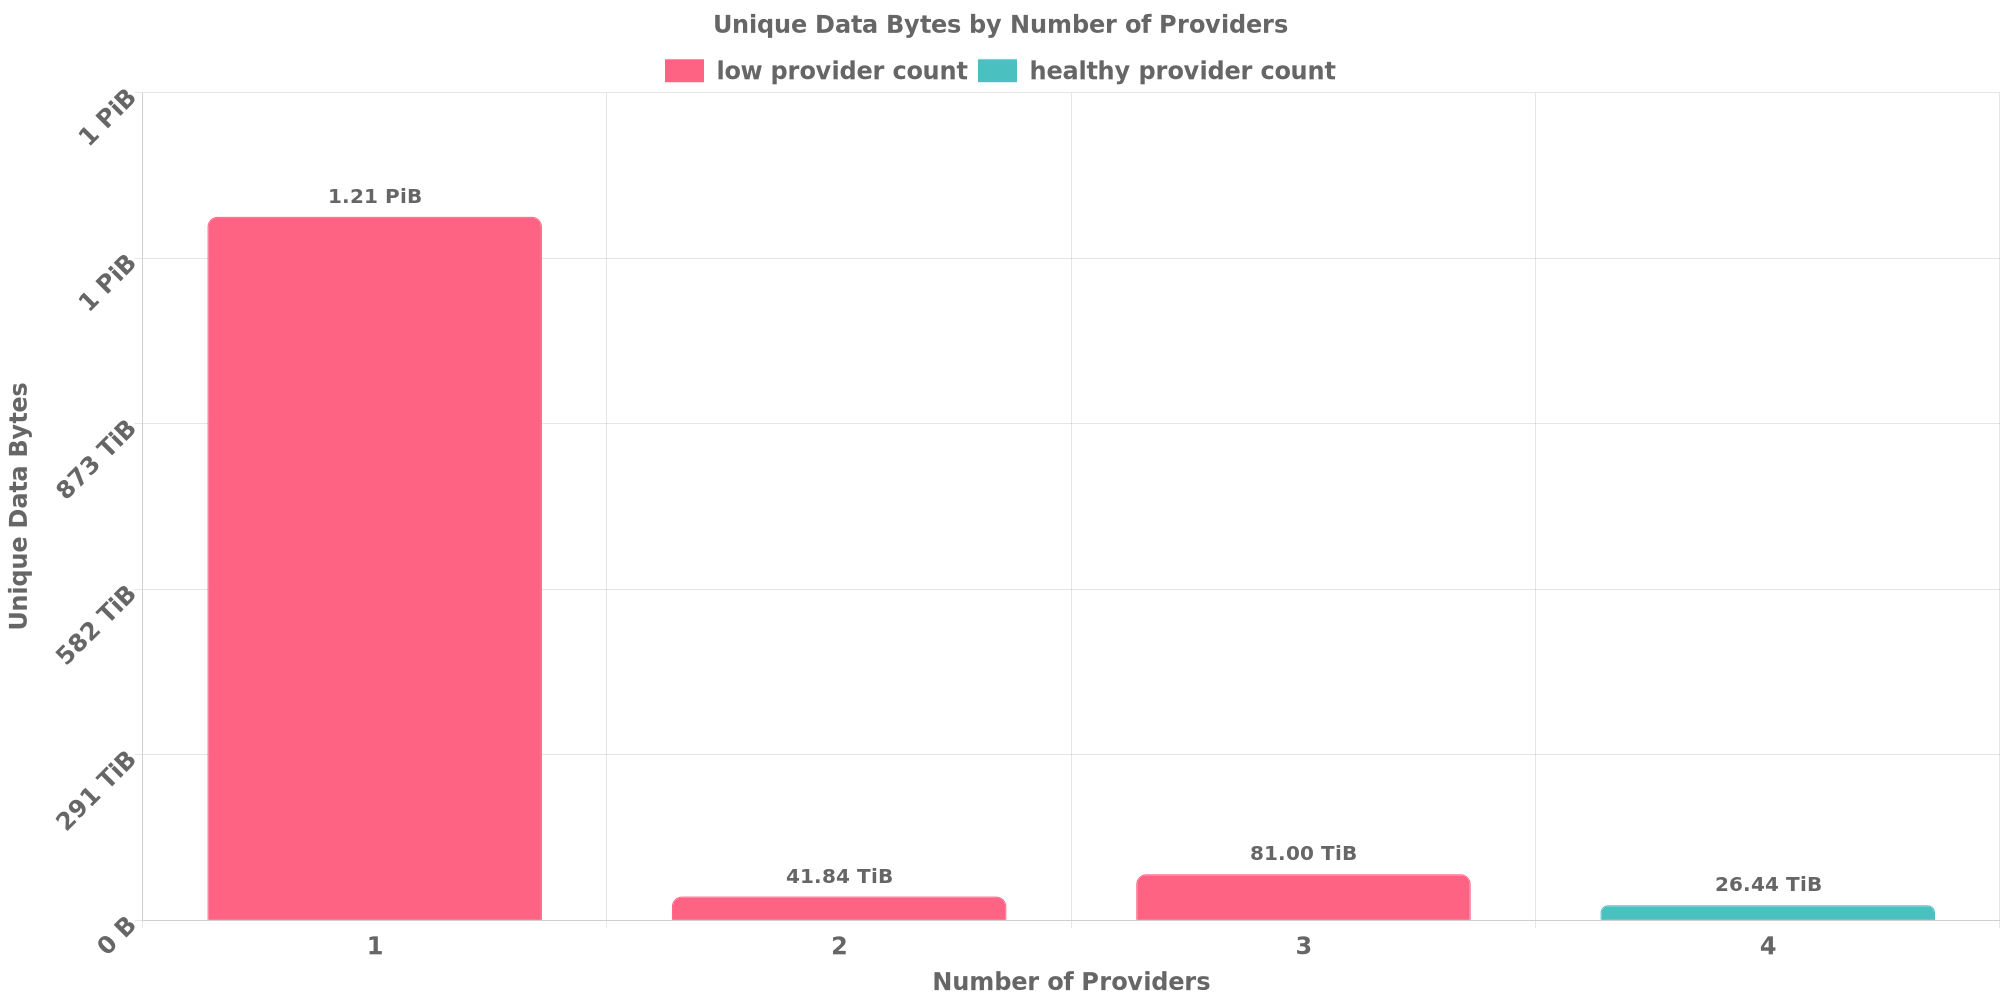 Unique Data Bytes by Number of Providers
low provider count healthy provider count
1 PiB
1 PiB
873 TiB
582 TiB
291 TiB
0 B
Unique Data Bytes
1.21 PiB
41.84 TiB
81.00 TiB
26.44 TiB
1 2 3 4
Number of Providers